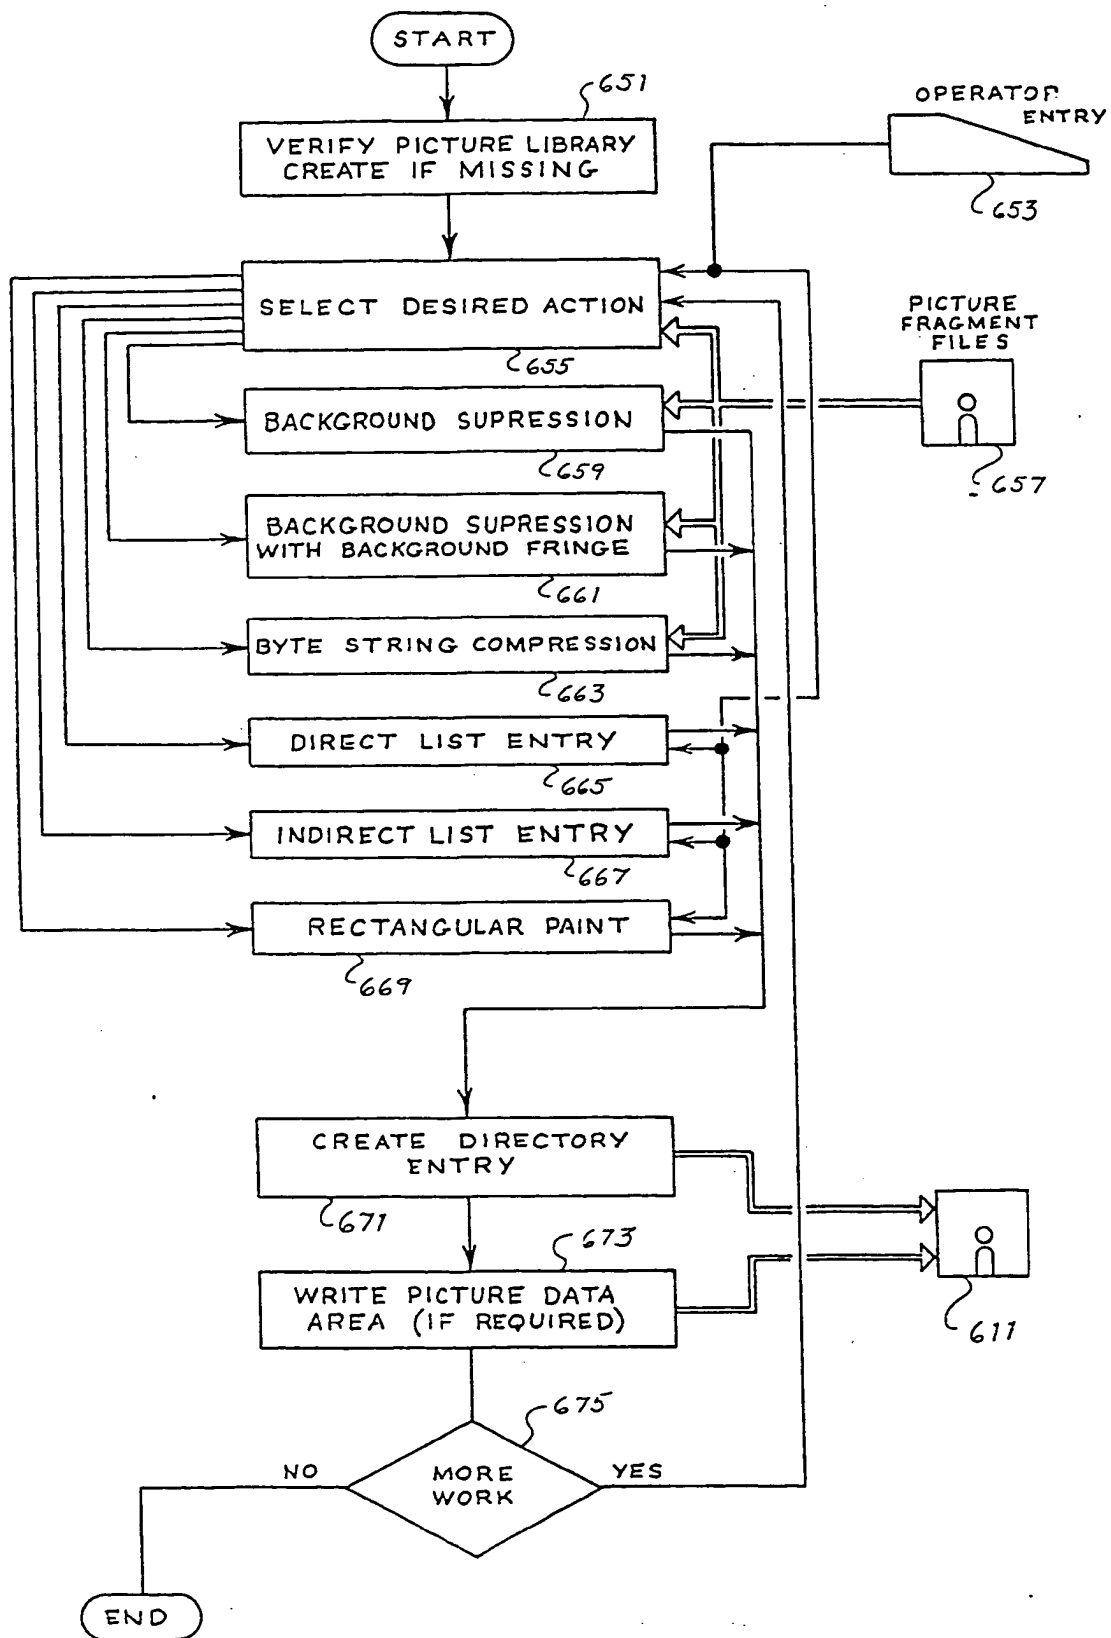 START
651
VERIFY PICTURE LIBRARY
CREATE IF MISSING
OPERATOR
ENTRY
653
SELECT DESIRED ACTION
655
PICTURE
FRAGMENT
FILES
657
BACKGROUND SUPRESSION
659
BACKGROUND SUPRESSION
WITH BACKGROUND FRINGE
661
BYTE STRING COMPRESSION
663
DIRECT LIST ENTRY
665
INDIRECT LIST ENTRY
667
RECTANGULAR PAINT
669
CREATE DIRECTORY
ENTRY
671
673
WRITE PICTURE DATA
AREA (IF REQUIRED)
611
675
NO
MORE
WORK
YES
END